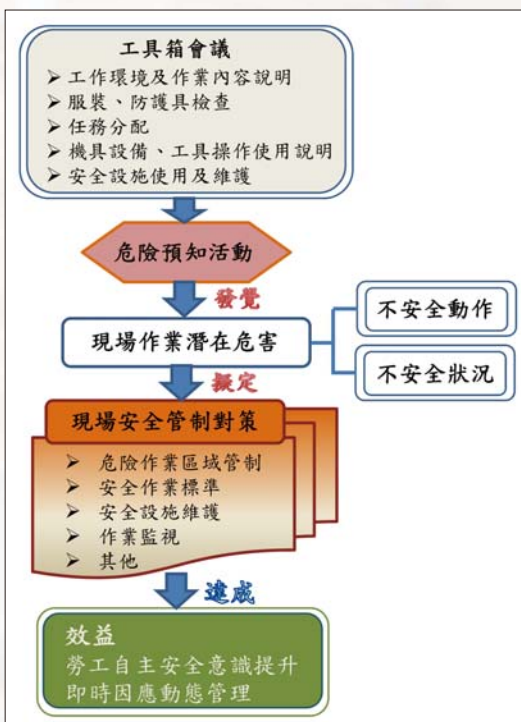 工具箱會議
➢ 工作環境及作業內容說明
➢ 服裝、防護具檢查
➢ 任務分配
➢ 機具設備、工具操作使用說明
➢ 安全設施使用及維護
危險預知活動
發覺
現場作業潛在危害
不安全動作
不安全狀況
擬定
現場安全管制對策
➢ 危險作業區域管制
➢ 安全作業標準
➢ 安全設施維護
➢ 作業監視
➢ 其他
達成
效益
勞工自主安全意識提升
即時因應動態管理